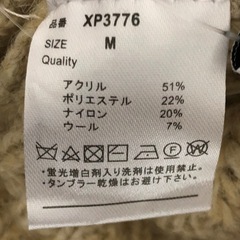 品番 XP3776
SIZE M
Quality
アクリル 51%
ポリエステル 22%
ナイロン 20%
ウール 7%
・蛍光増白剤入り洗剤は使用禁止。
・タンブラー乾燥はお避け下さい。